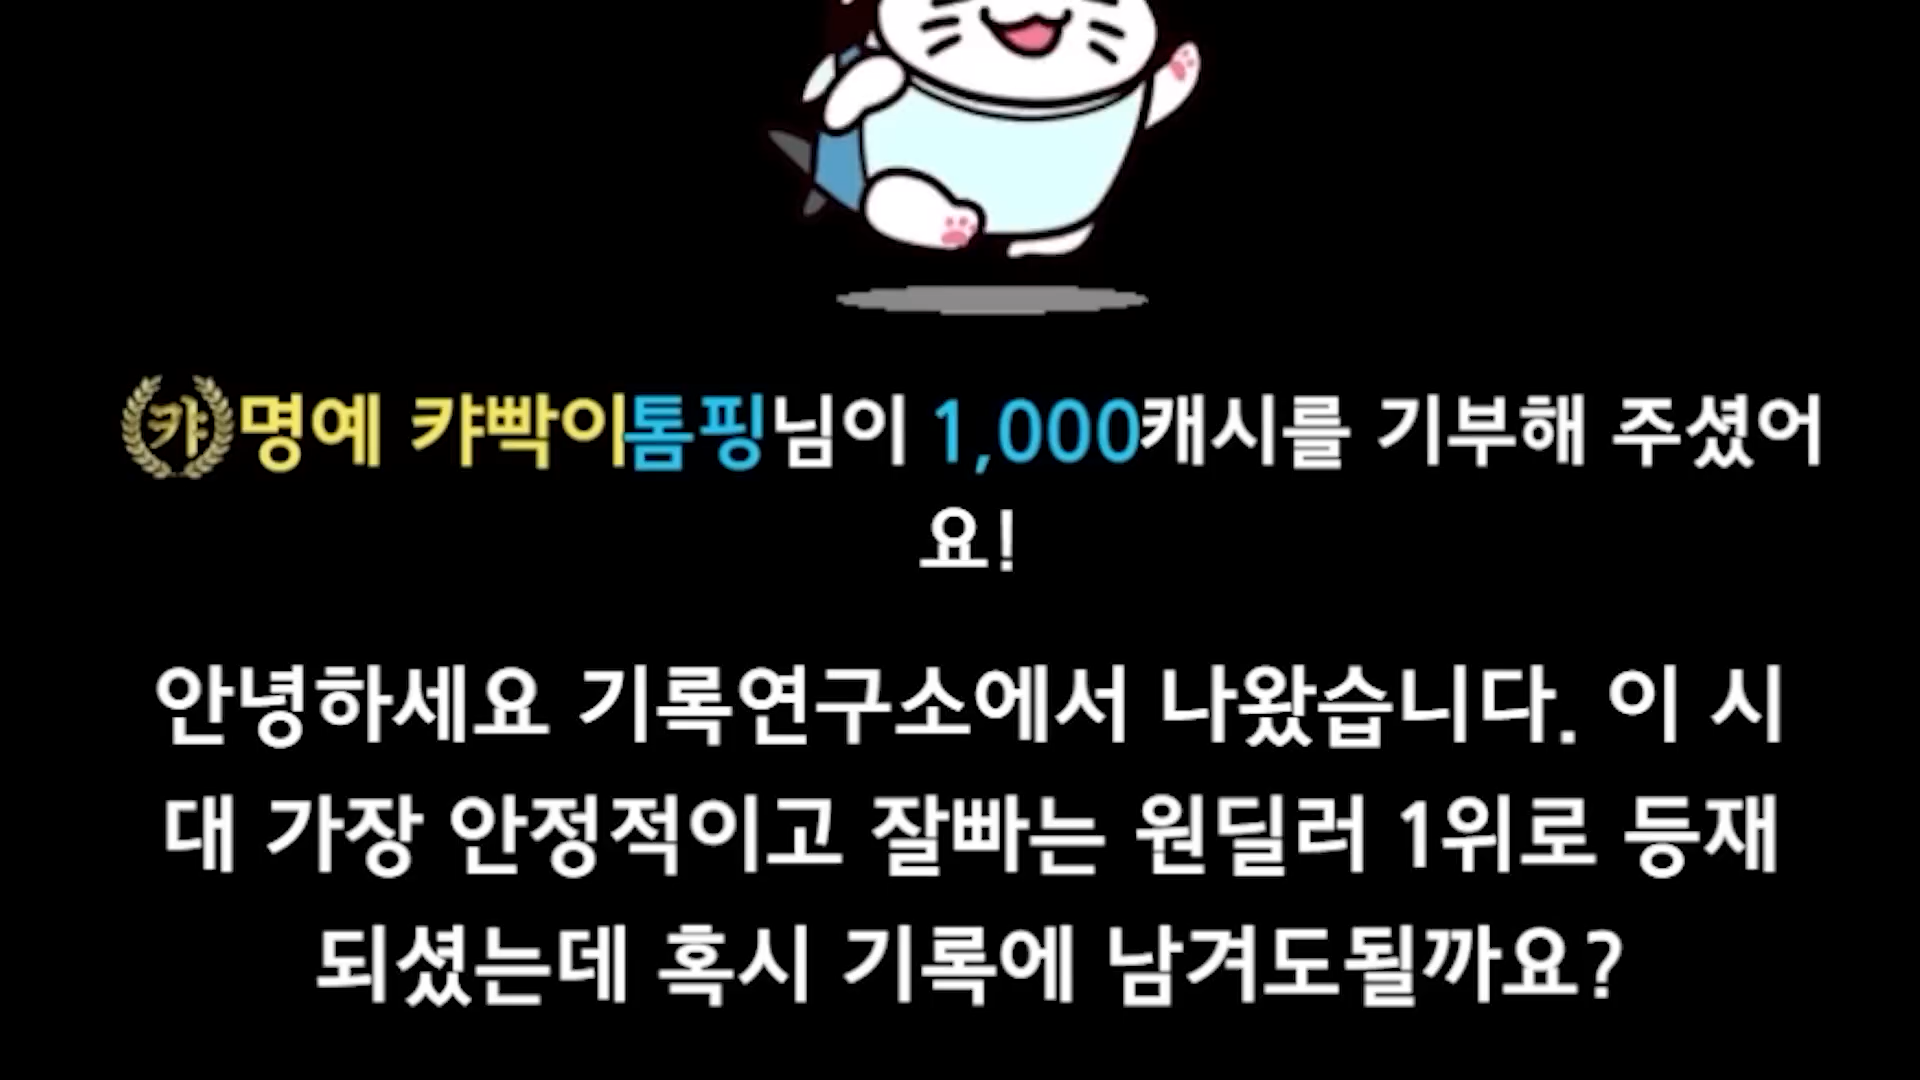 캬 명예 캬빡이톰핑님이 1,000캐시를 기부해 주셨어
요!
안녕하세요 기록연구소에서 나왔습니다. 이 시
대 가장 안정적이고 잘빠는 원딜러 1위로 등재
되셨는데 혹시 기록에 남겨도될까요?